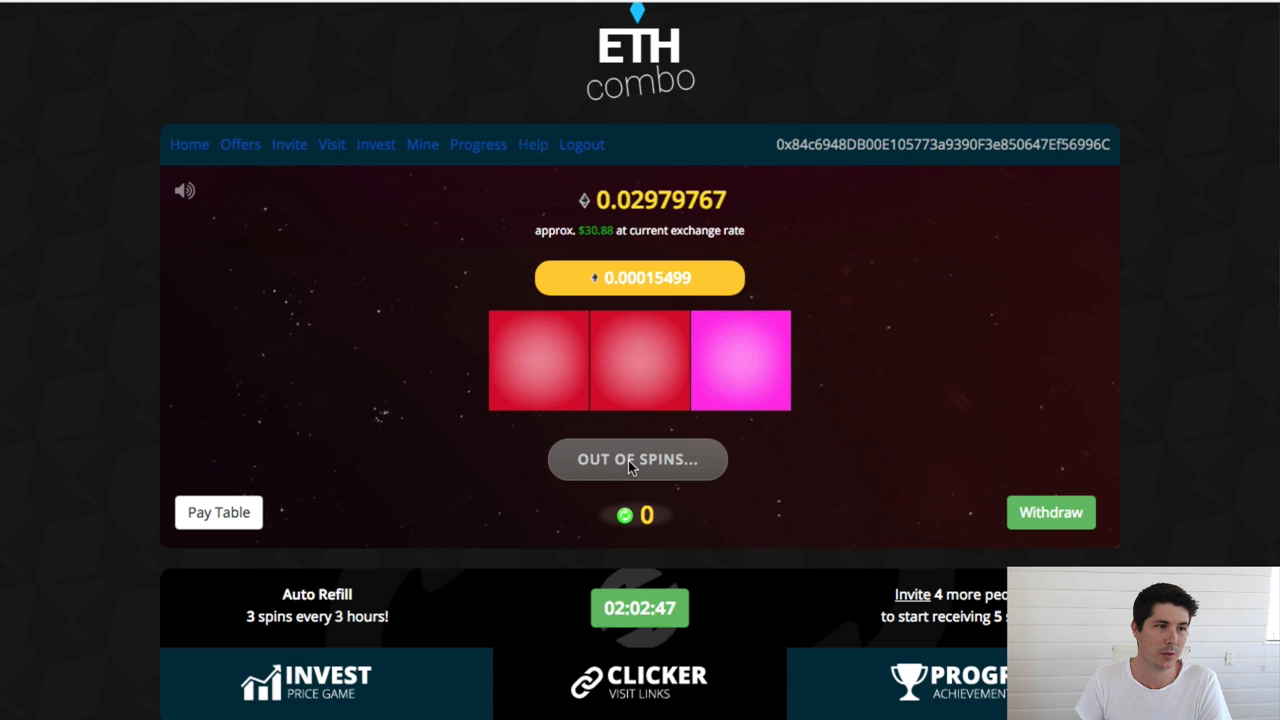 ETH
combo
Home Offers Invite Visit Invest Mine Progress Help Logout 0x84c6948DB00E105773a9390F3e850647Ef56996C
0.02979767
approx. $30.88 at current exchange rate
0.00015499
OUT OF SPINS...
Pay Table 0 Withdraw
Auto Refill
3 spins every 3 hours!
02:02:47
Invite 4 more
to start receiving 5
INVEST
PRICE GAME
CLICKER
VISIT LINKS